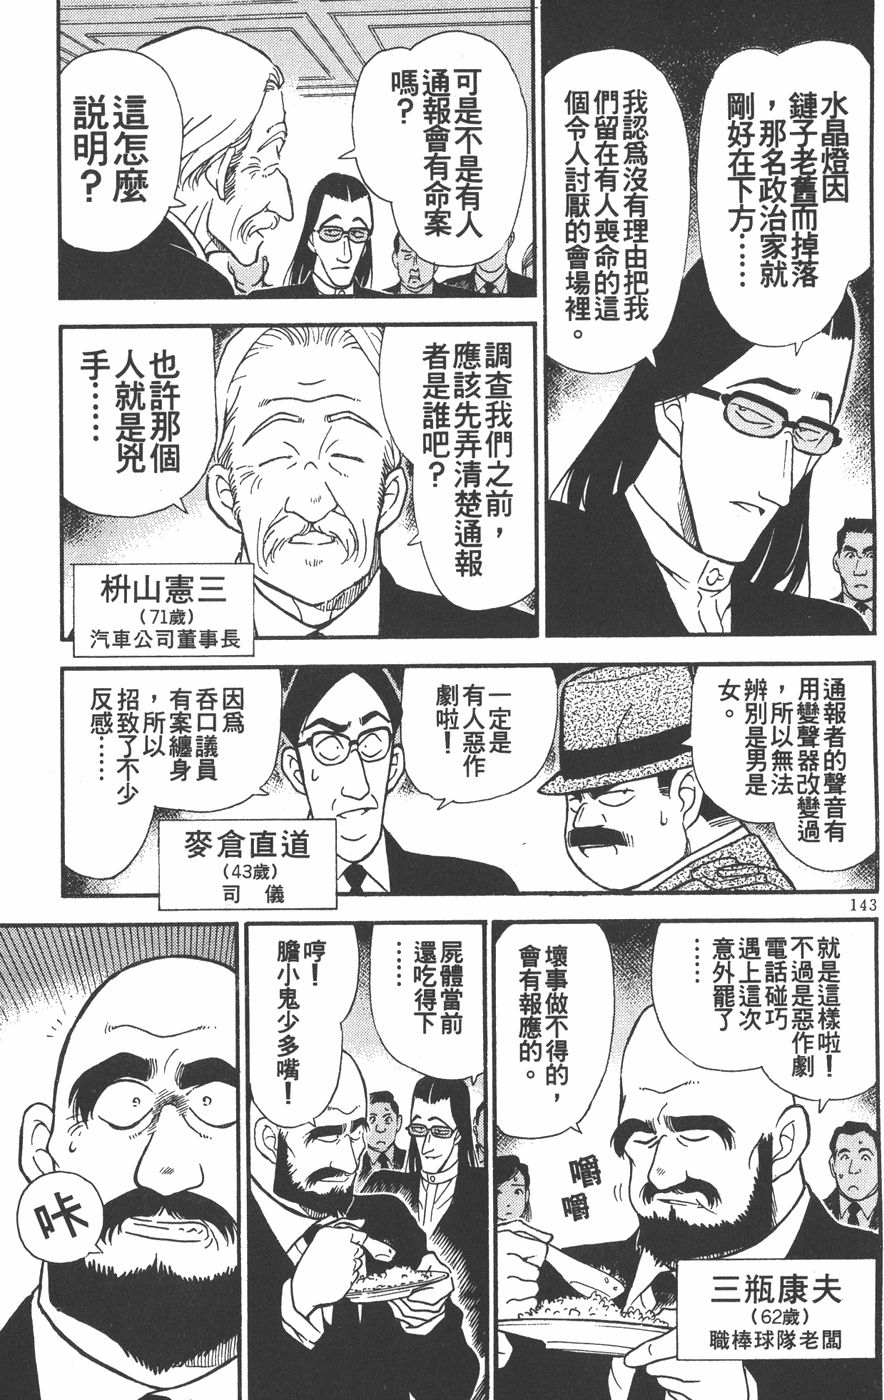 水晶燈因
鏈子老舊而掉落
，那名政治家就
剛好在下方……
我認為沒有理由把我
們留在有人喪命的這
個令人討厭的會場裡。
可是不是有人
通報會有命案
嗎？
這怎麼
說明？
調查我們之前，
應該先弄清楚通報
者是誰吧？
也許那個
人就是兇
手……
枡山憲三
(71歲)
汽車公司董事長
通報者的聲音有
用變聲器改變過
，所以無法
辨別是男是
女。
一定是
有人惡作
劇啦！
因為
吞口議員
有案纏身
，所以
招致了不少
反感……
麥倉直道
(43歲)
司儀
143
就是這樣啦！
不過是惡作劇
電話碰巧
遇上這次
意外罷了
……
壞事做不得的，
會有報應的。
嚼
嚼
三瓶康夫
(62歲)
職棒球隊老闆
屍體當前
還吃得下
……
哼！
膽小鬼少多嘴！
咔